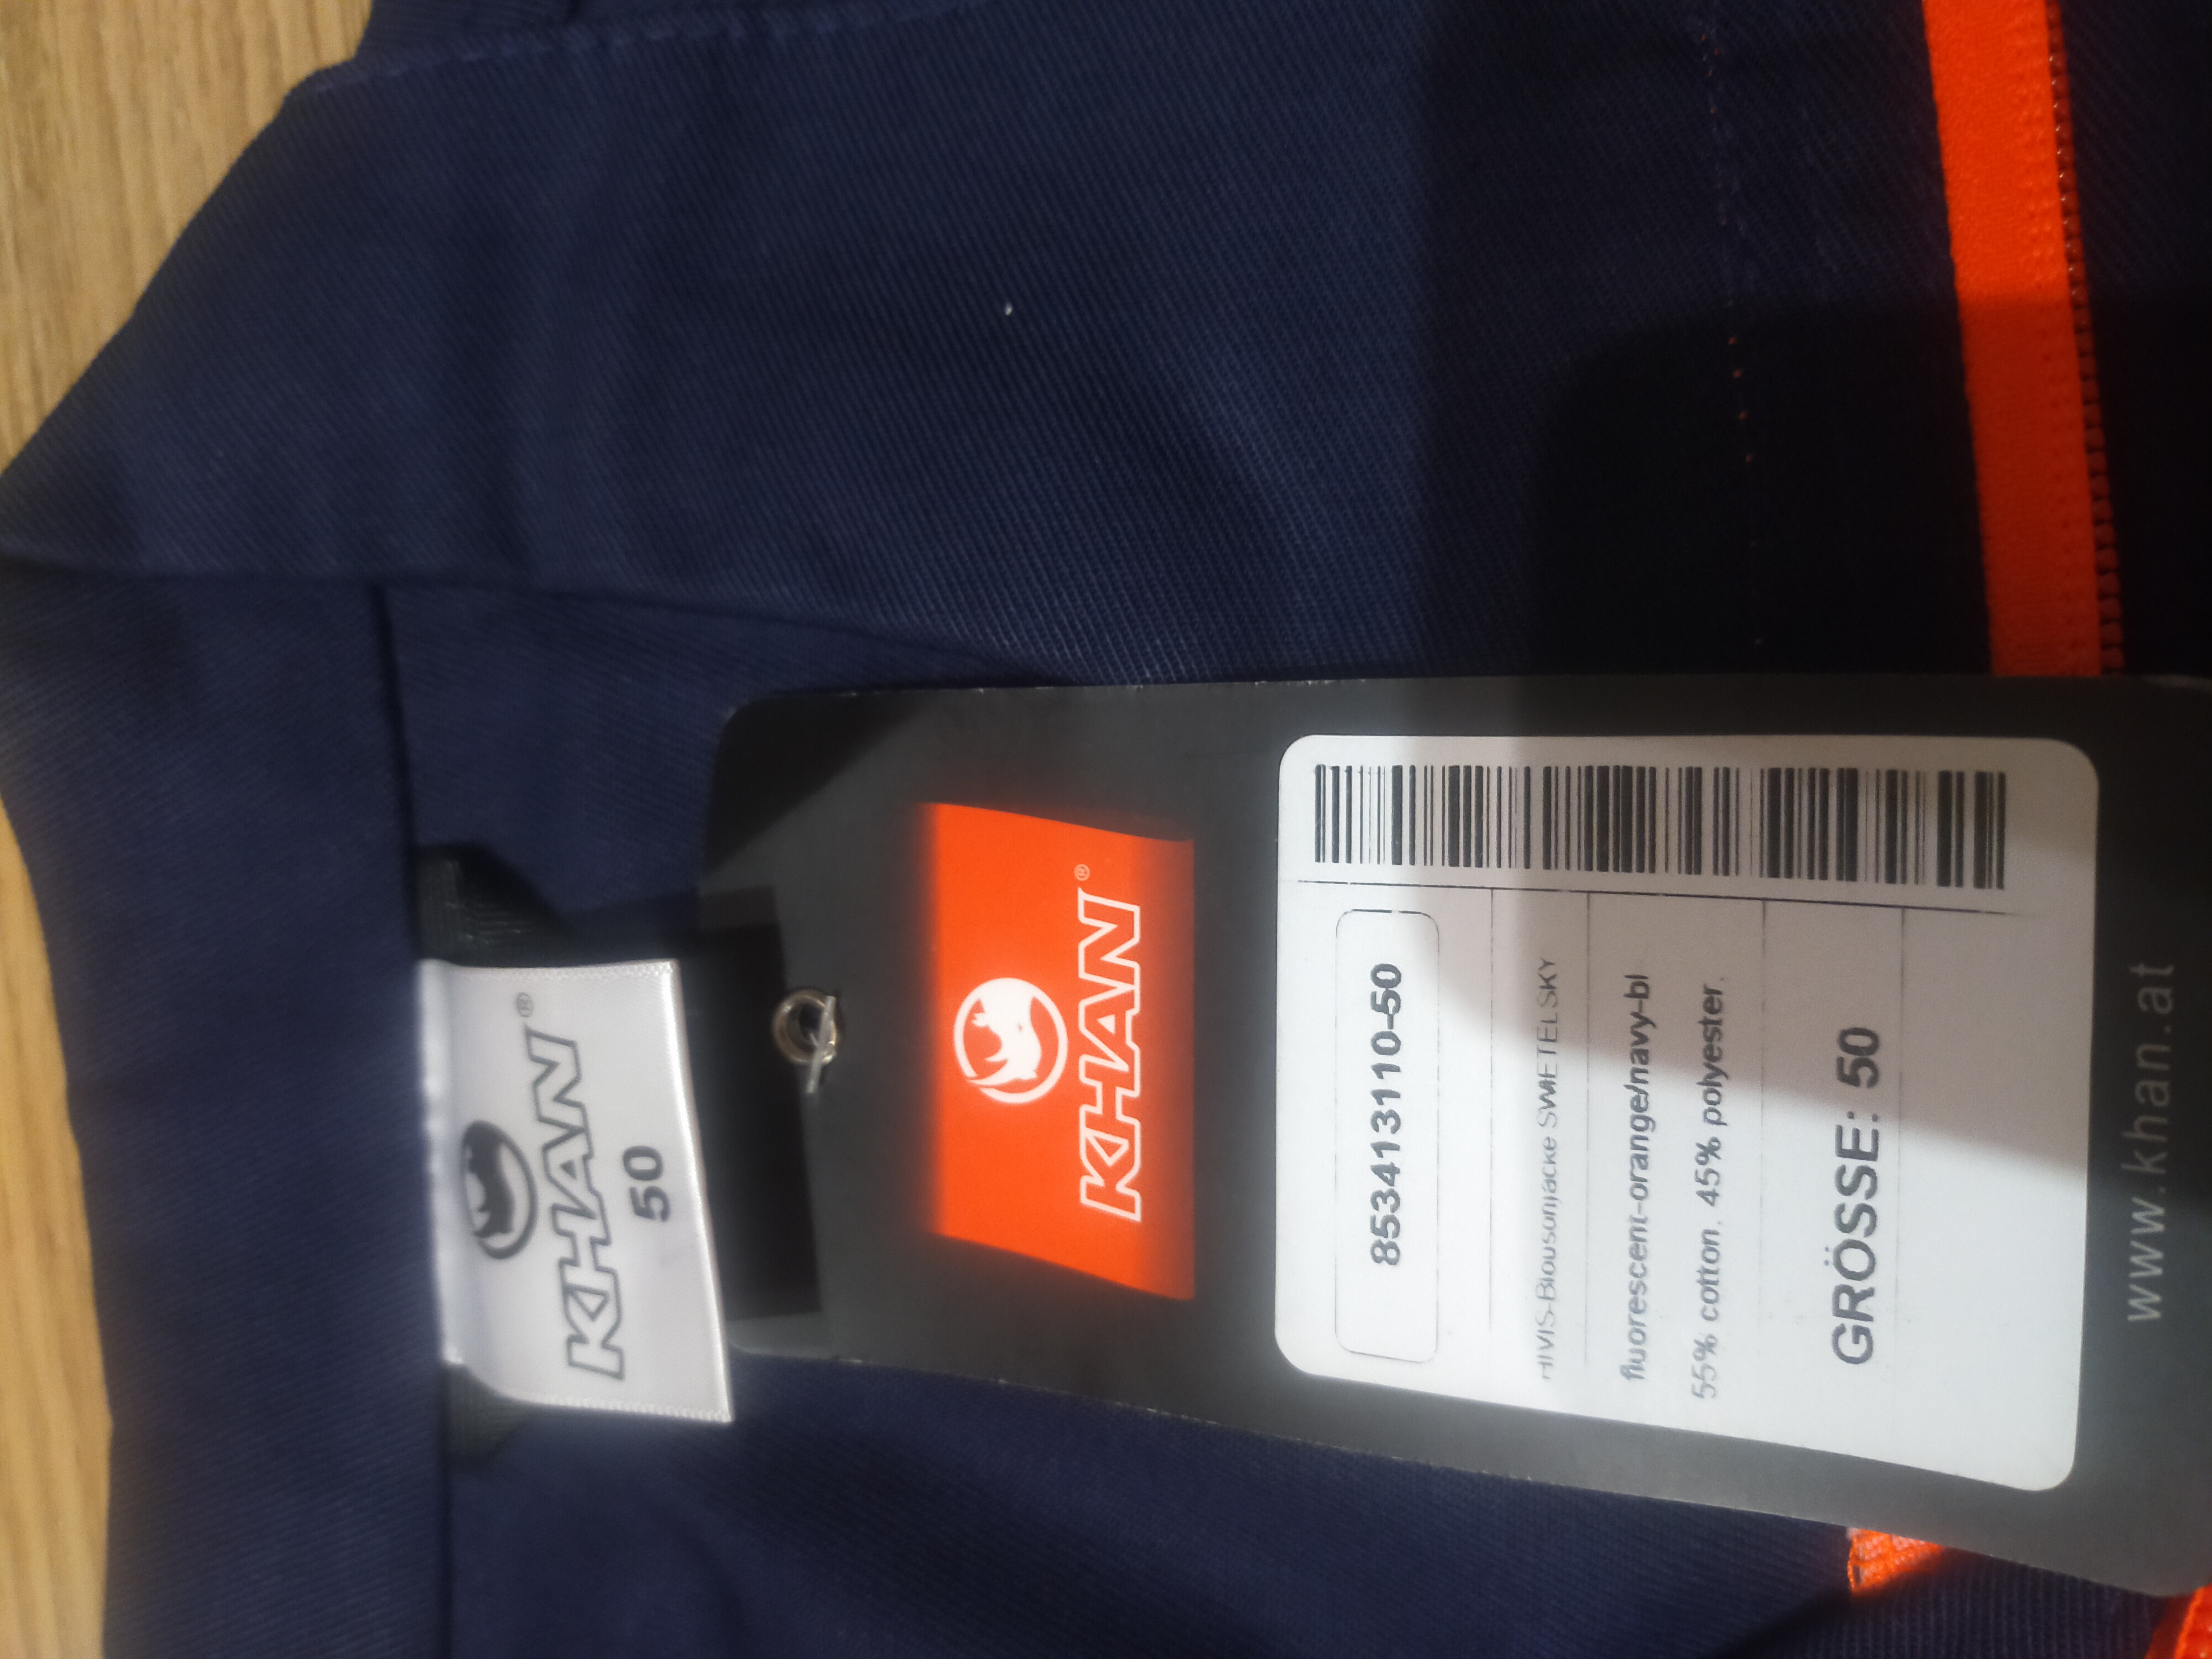 KHAN®
50
KHAN®
8534131110-50
HIVIS-Blousonjacke SWIETELSKY
fluorescent-orange/navy-bl
55% cotton, 45% polyester,
GRÖSSE: 50
www.khan.at